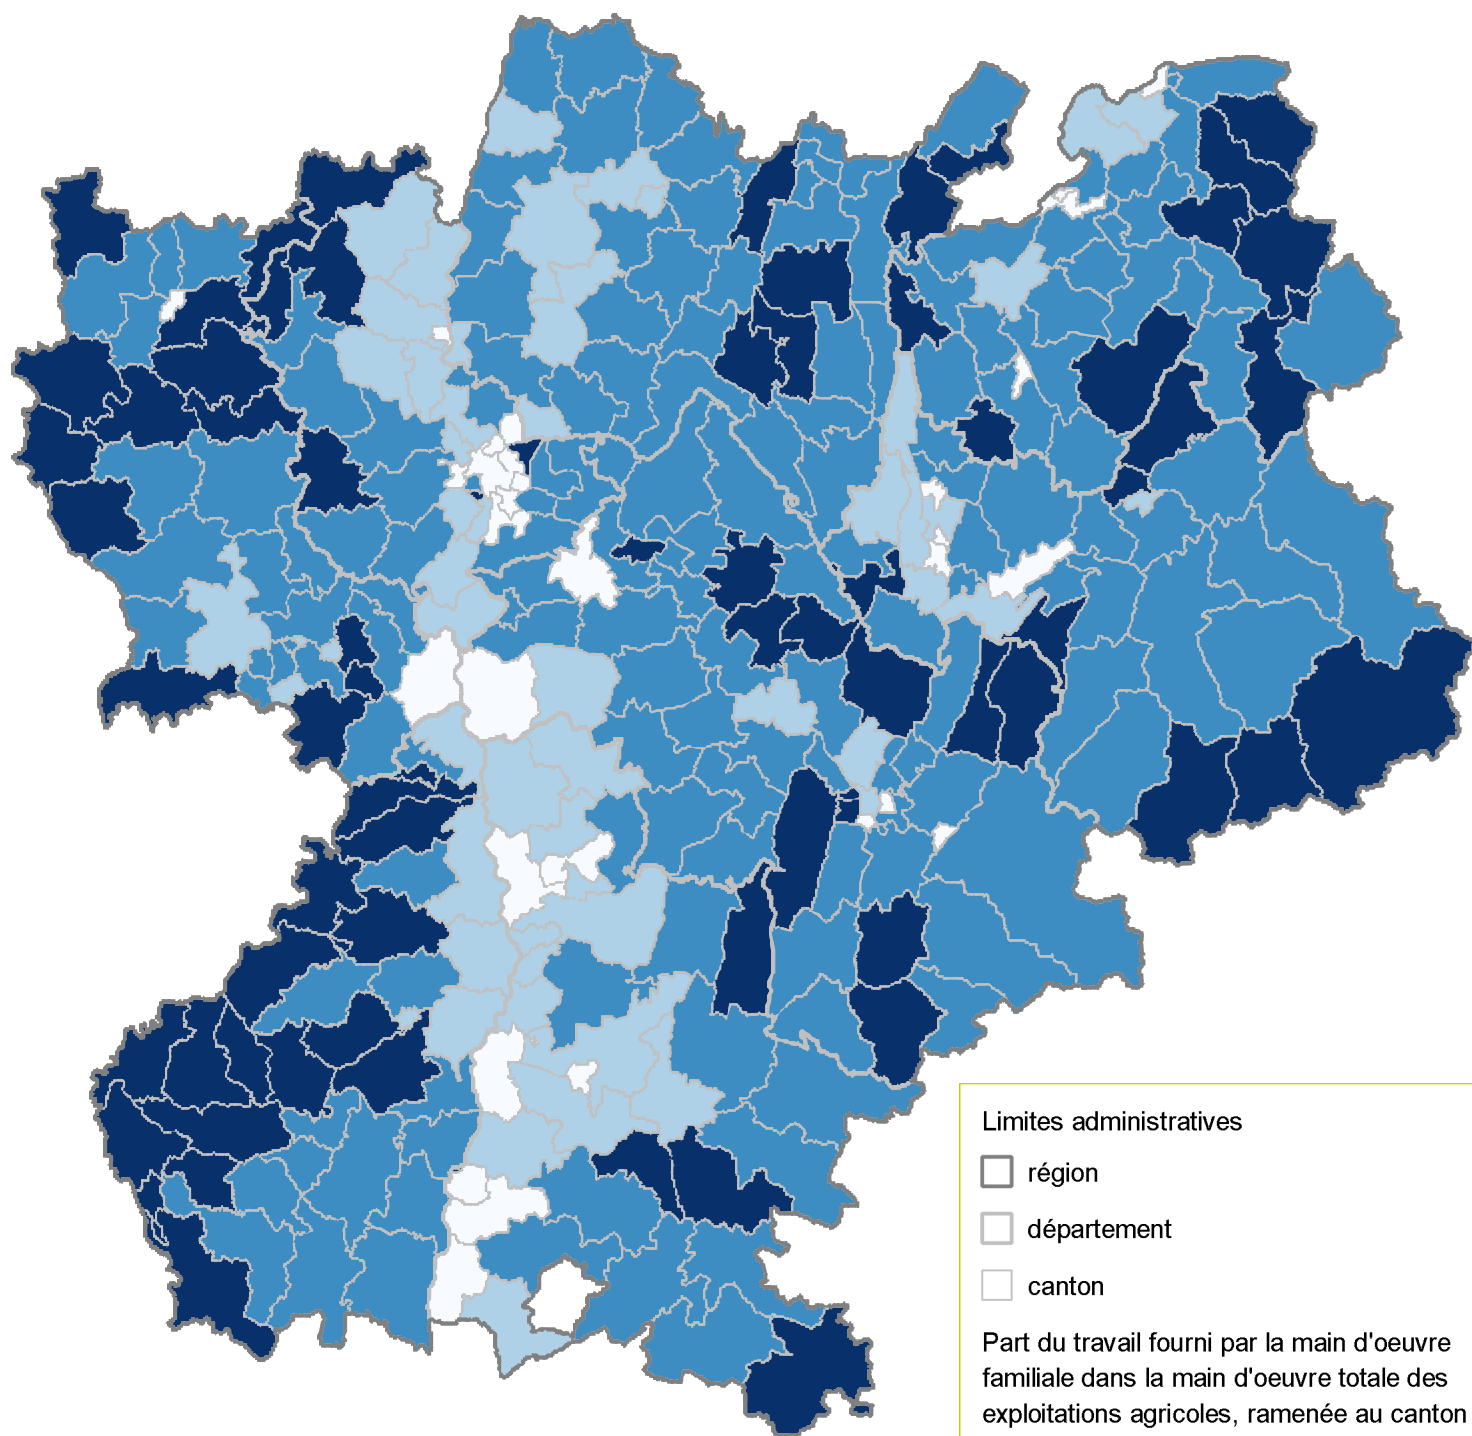 Limites administratives
région
département
canton
Part du travail fourni par la main d'oeuvre
familiale dans la main d'oeuvre totale des
exploitations agricoles, ramenée au canton